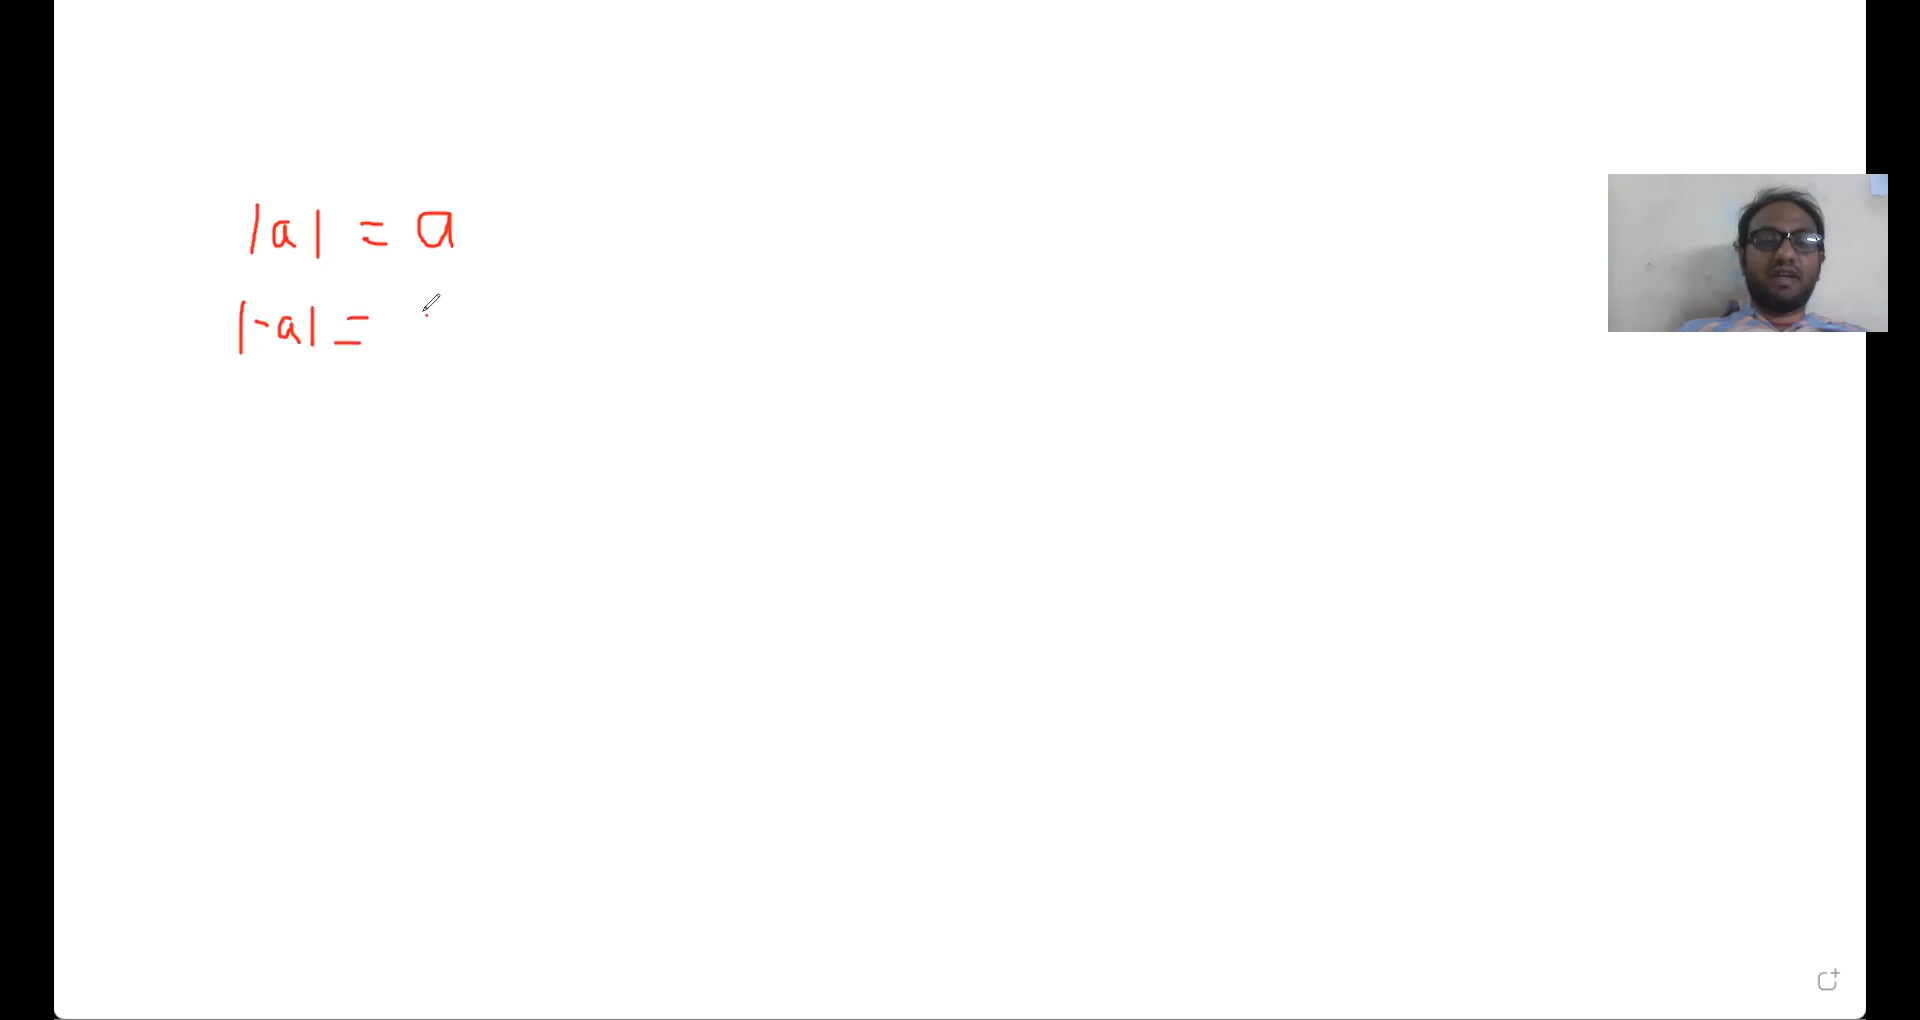 |a| = a
|-a| =